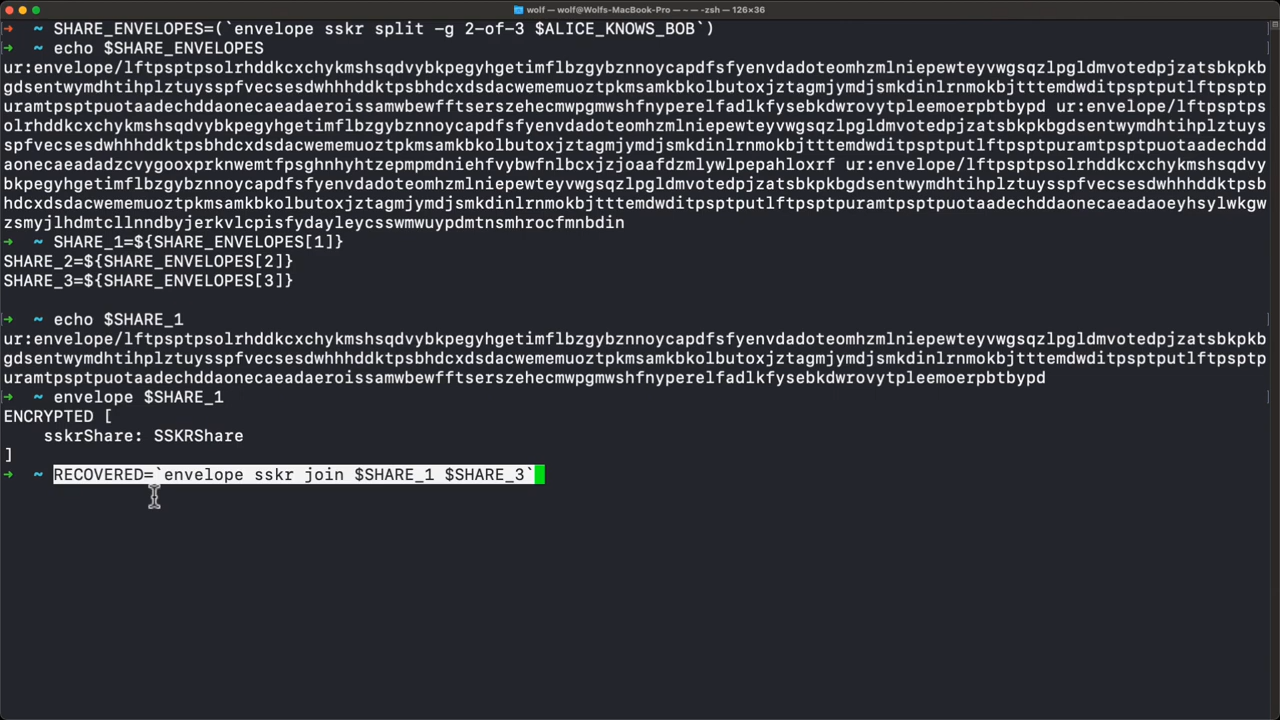 wolf — wolf@Wolfs-MacBook-Pro — ~ — -zsh — 126×36
➜ ~ SHARE_ENVELOPES=(`envelope sskr split -g 2-of-3 $ALICE_KNOWS_BOB`)
➜ ~ echo $SHARE_ENVELOPES
ur:envelope/lftpsptpsolrhddkcxchykmshsqdvybkpegyhgetimflbzgybznnoycapdfsfyenvdadoteomhzmlniepewteyvwgsqzlpgldmvotedpjzatsbkpkb
gdsentwymdhtihplztuysspfvecsesdwhhhddktpsbhdcxdsdacwememuoztpkmsamkbkolbutoxjztagmjymdjsmkdinlrnmokbjtttemdwditpsptputlftpsptp
uramtpsptpuotaadechddaonecaeadaeroissamwbewfftserszehecmwpgmwshfnyperelfadlkfysebkdwrovytpleemoerpbtbypd ur:envelope/lftpsptps
olrhddkcxchykmshsqdvybkpegyhgetimflbzgybznnoycapdfsfyenvdadoteomhzmlniepewteyvwgsqzlpgldmvotedpjzatsbkpkbgdsentwymdhtihplztuys
spfvecsesdwhhhddktpsbhdcxdsdacwememuoztpkmsamkbkolbutoxjztagmjymdjsmkdinlrnmokbjtttemdwditpsptputlftpsptpuramtpsptpuotaadechdd
aonecaeadadzcvygooxprknwemtfpsghnhyhtzepmpmdniehfvybwfnlbcxjzjoaafdzmlywlpepahloxrf ur:envelope/lftpsptpsolrhddkcxchykmshsqdvy
bkpegyhgetimflbzgybznnoycapdfsfyenvdadoteomhzmlniepewteyvwgsqzlpgldmvotedpjzatsbkpkbgdsentwymdhtihplztuysspfvecsesdwhhhddktpsb
hdcxdsdacwememuoztpkmsamkbkolbutoxjztagmjymdjsmkdinlrnmokbjtttemdwditpsptputlftpsptpuramtpsptpuotaadechddaonecaeadaoeyhsylwkgw
zsmyjlhdmtcllnndbyjerkvlcpisfydayleycsswmwuypdmtnsmhrocfmnbdin
➜ ~ SHARE_1=${SHARE_ENVELOPES[1]}
SHARE_2=${SHARE_ENVELOPES[2]}
SHARE_3=${SHARE_ENVELOPES[3]}
➜ ~ echo $SHARE_1
ur:envelope/lftpsptpsolrhddkcxchykmshsqdvybkpegyhgetimflbzgybznnoycapdfsfyenvdadoteomhzmlniepewteyvwgsqzlpgldmvotedpjzatsbkpkb
gdsentwymdhtihplztuysspfvecsesdwhhhddktpsbhdcxdsdacwememuoztpkmsamkbkolbutoxjztagmjymdjsmkdinlrnmokbjtttemdwditpsptputlftpsptp
uramtpsptpuotaadechddaonecaeadaeroissamwbewfftserszehecmwpgmwshfnyperelfadlkfysebkdwrovytpleemoerpbtbypd
➜ ~ envelope $SHARE_1
ENCRYPTED [
    sskrShare: SSKRShare
]
➜ ~ RECOVERED=`envelope sskr join $SHARE_1 $SHARE_3`